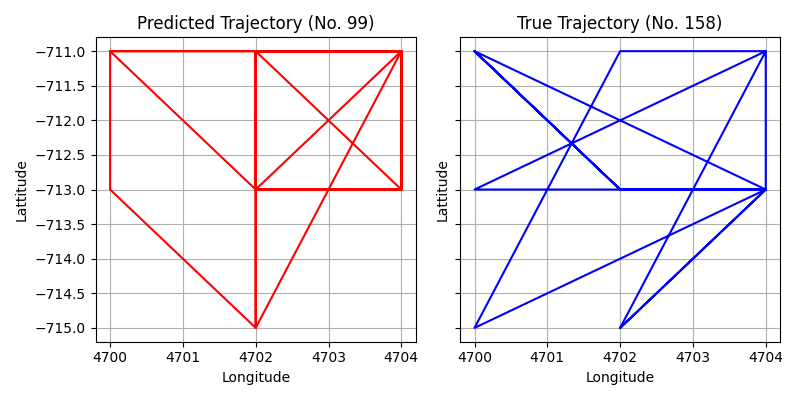 Predicted Trajectory (No. 99)
True Trajectory (No. 158)
−711.0
−711.5
−712.0
−712.5
−713.0
−713.5
−714.0
−714.5
−715.0
Lattitude
Lattitude
4700 4701 4702 4703 4704
4700 4701 4702 4703 4704
Longitude
Longitude